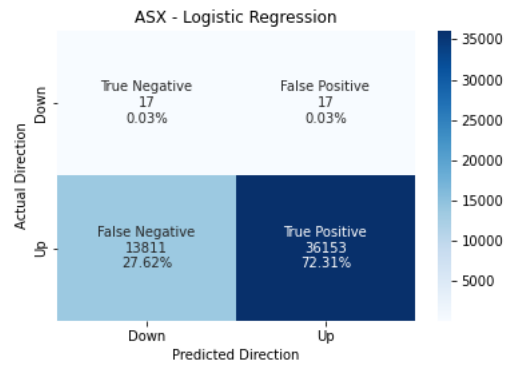 ASX - Logistic Regression
True Negative
17
0.03%
False Positive
17
0.03%
False Negative
13811
27.62%
True Positive
36153
72.31%
Down
Up
Actual Direction
Down
Up
Predicted Direction
35000
30000
25000
20000
15000
10000
5000